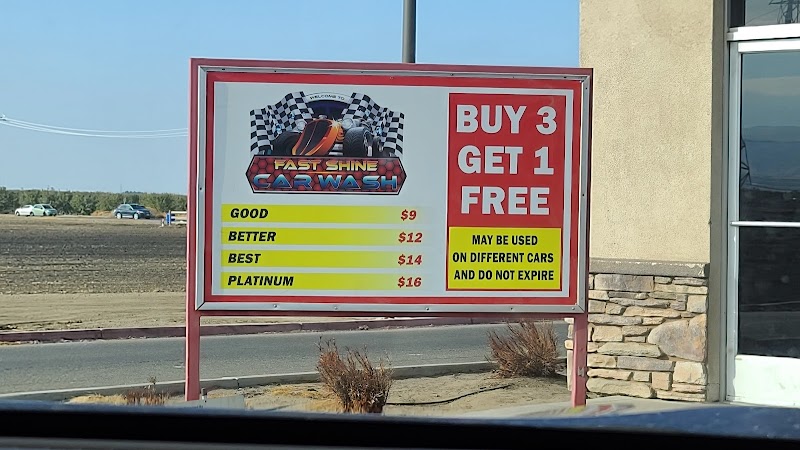 WELCOME TO
FAST SHINE
CAR WASH
GOOD $9
BETTER $12
BEST $14
PLATINUM $16
BUY 3
GET 1
FREE
MAY BE USED
ON DIFFERENT CARS
AND DO NOT EXPIRE